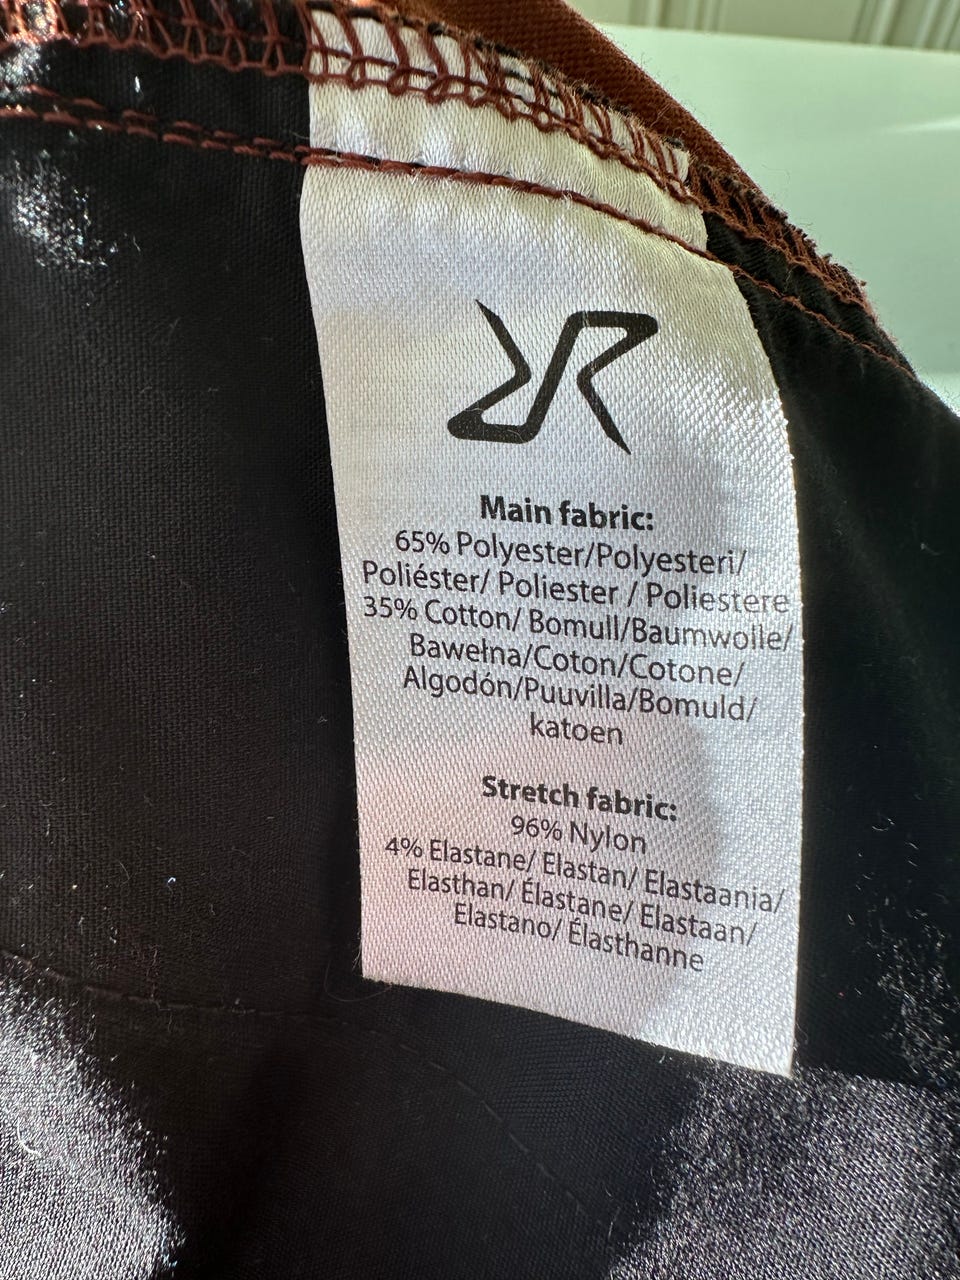 Main fabric:
65% Polyester/Polyesteri/
Poliéster/ Poliester / Poliestere
35% Cotton/ Bomull/Baumwolle/
Bawełna/Coton/Cotone/
Algodón/Puuvilla/Bomuld/
katoen
Stretch fabric:
96% Nylon
4% Elastane/ Elastan/ Elastaania/
Elasthan/ Élastane/ Elastaan/
Elastano/ Élasthanne